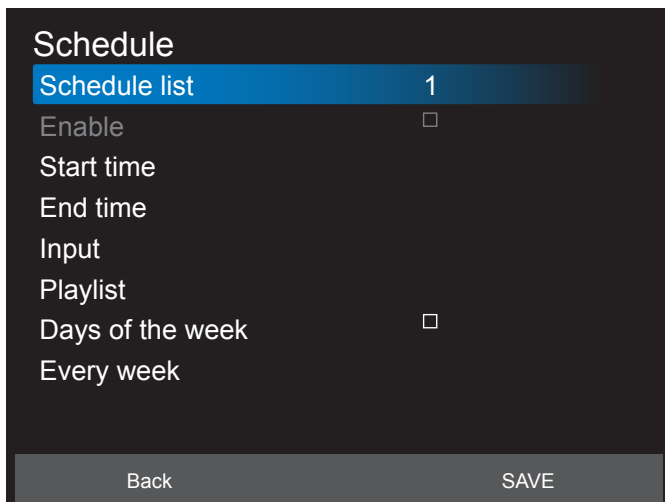 Schedule
Schedule list 1
Enable
Start time
End time
Input
Playlist
Days of the week
Every week
Back SAVE